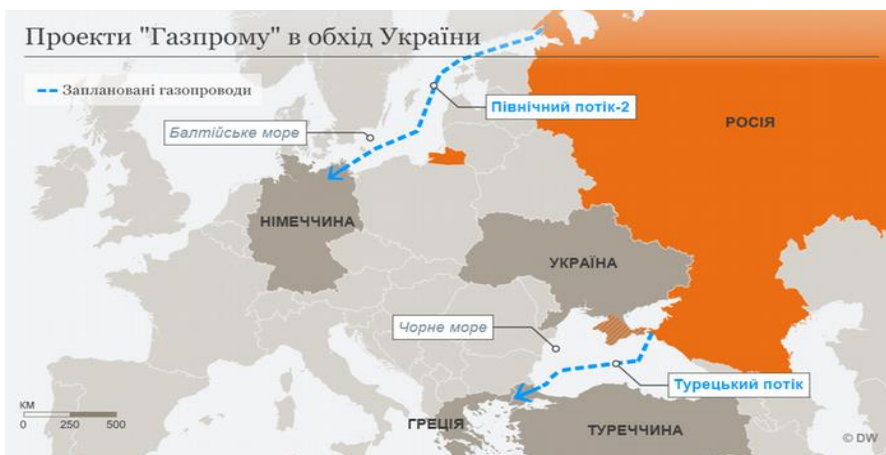 Проекти "Газпрому" в обхід України
Заплановані газопроводи
Північний потік-2
Балтійське море
РОСІЯ
НІМЕЧЧИНА
УКРАЇНА
Чорне море
Турецький потік
КМ
0 250 500
ГРЕЦІЯ
ТУРЕЧЧИНА
© DW